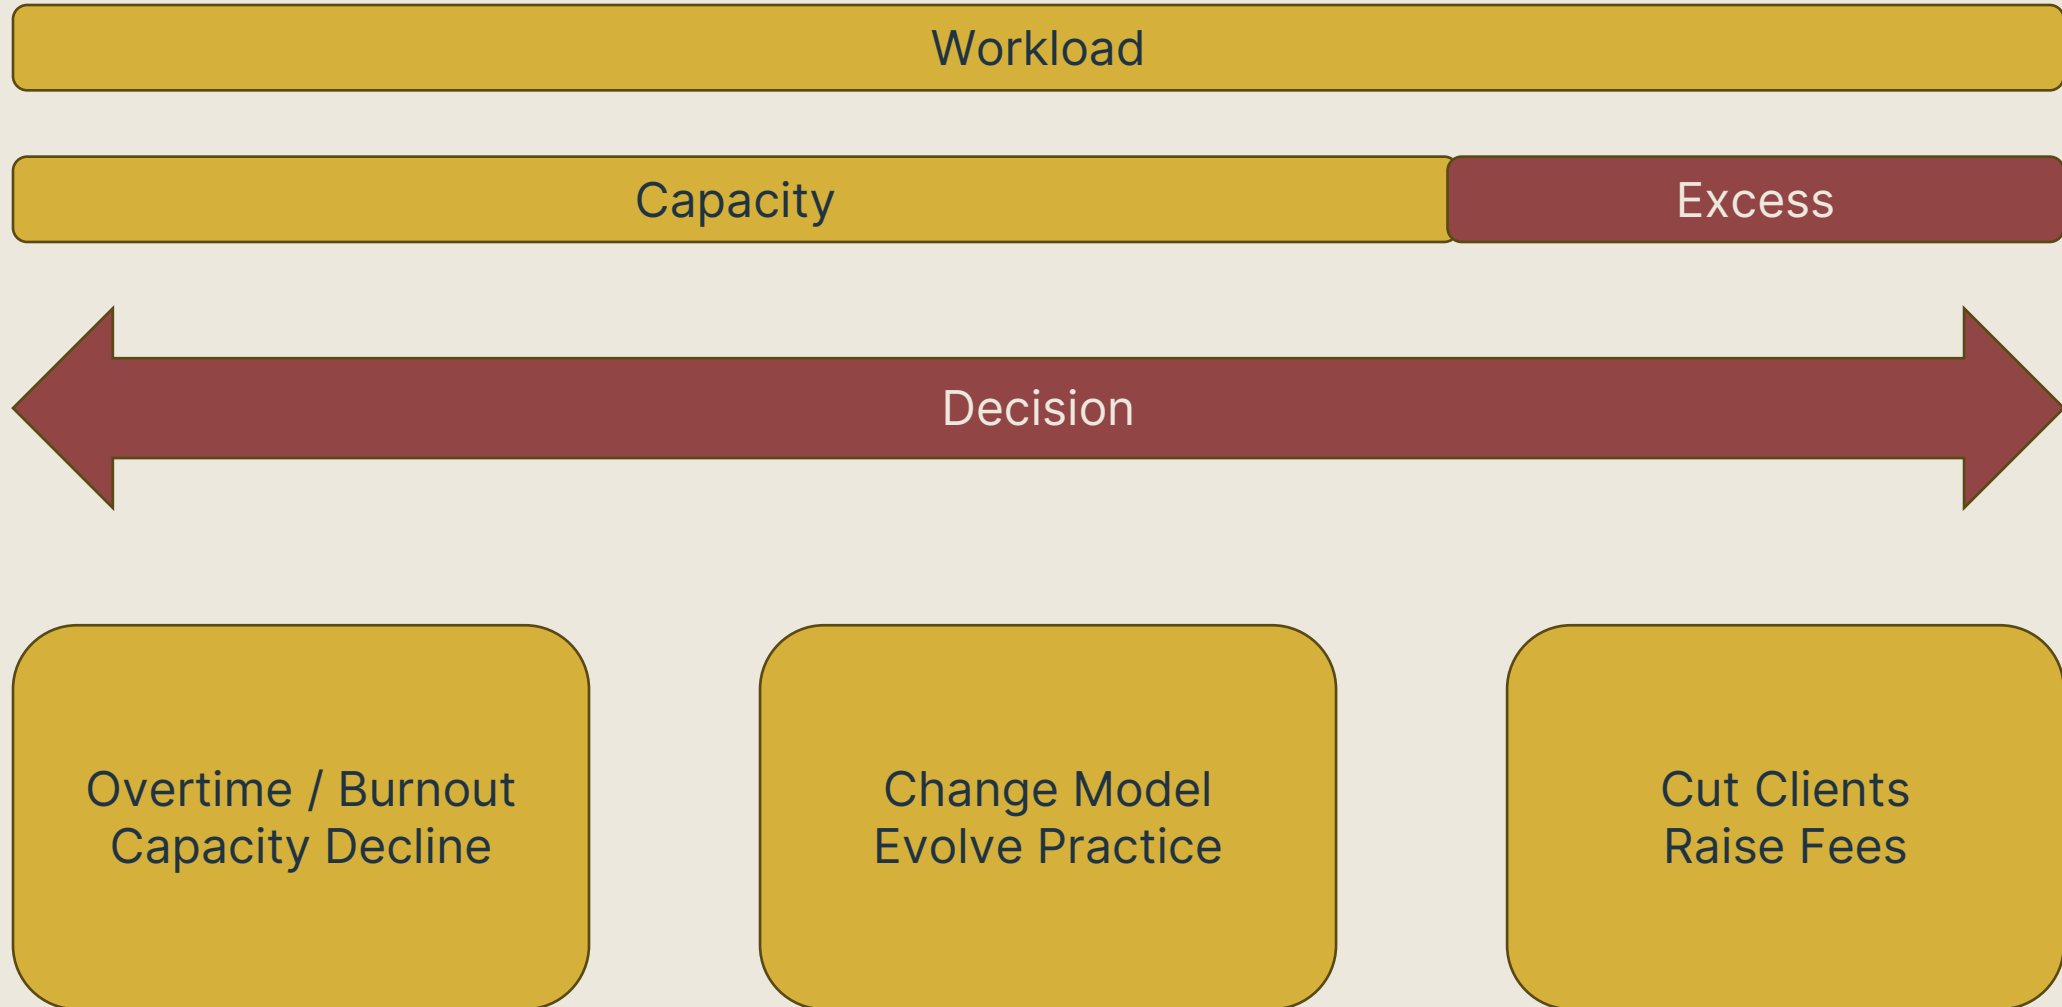 Workload
Capacity
Excess
Decision
Overtime / Burnout
Capacity Decline
Change Model
Evolve Practice
Cut Clients
Raise Fees